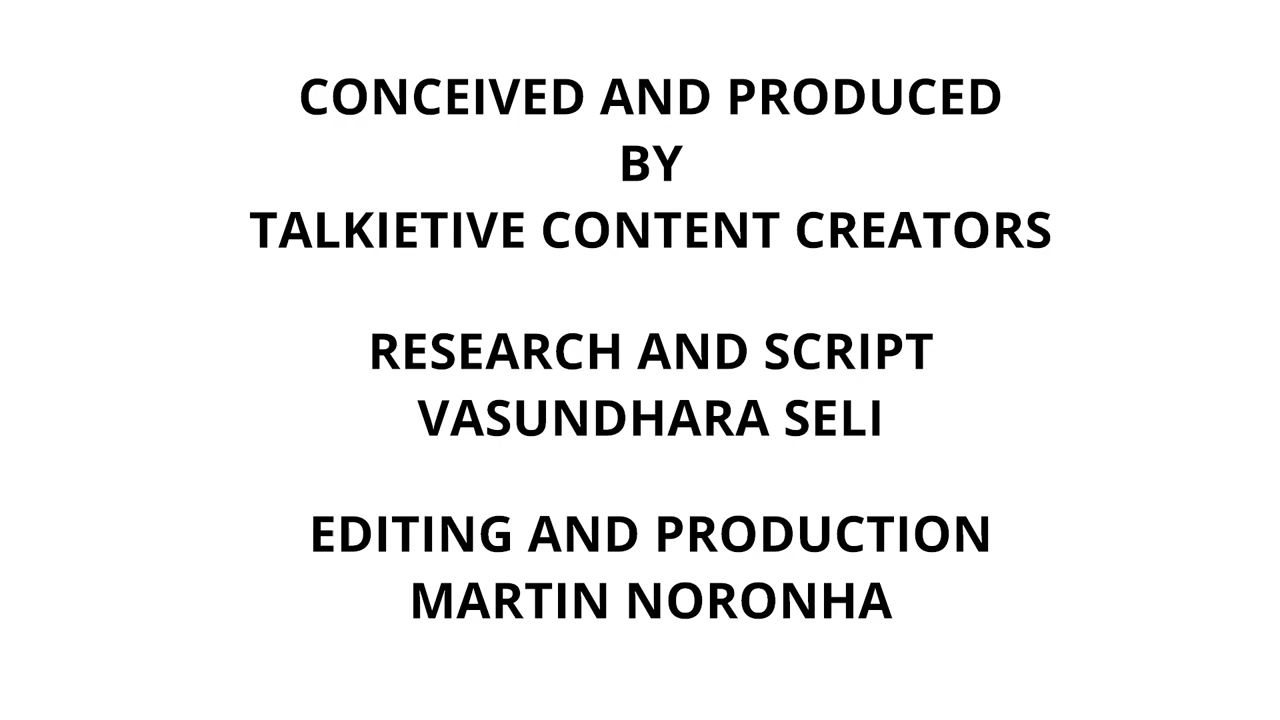 CONCEIVED AND PRODUCED
BY
TALKIETIVE CONTENT CREATORS
RESEARCH AND SCRIPT
VASUNDHARA SELI
EDITING AND PRODUCTION
MARTIN NORONHA